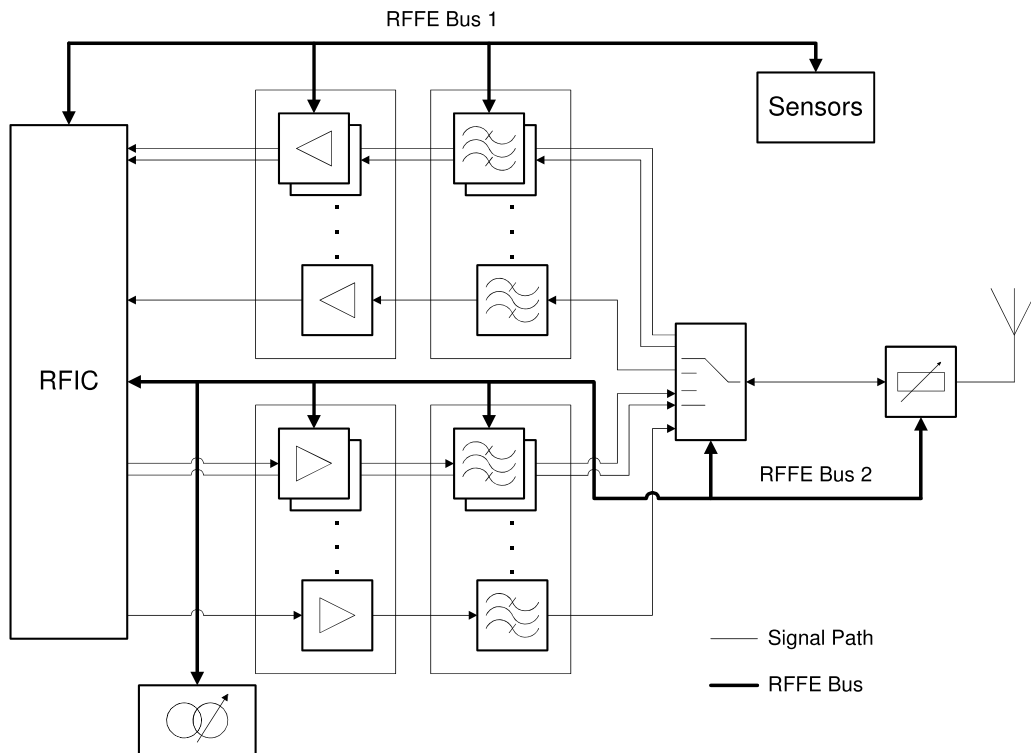 RFFE Bus 1
Sensors
RFIC
RFFE Bus 2
Signal Path
RFFE Bus